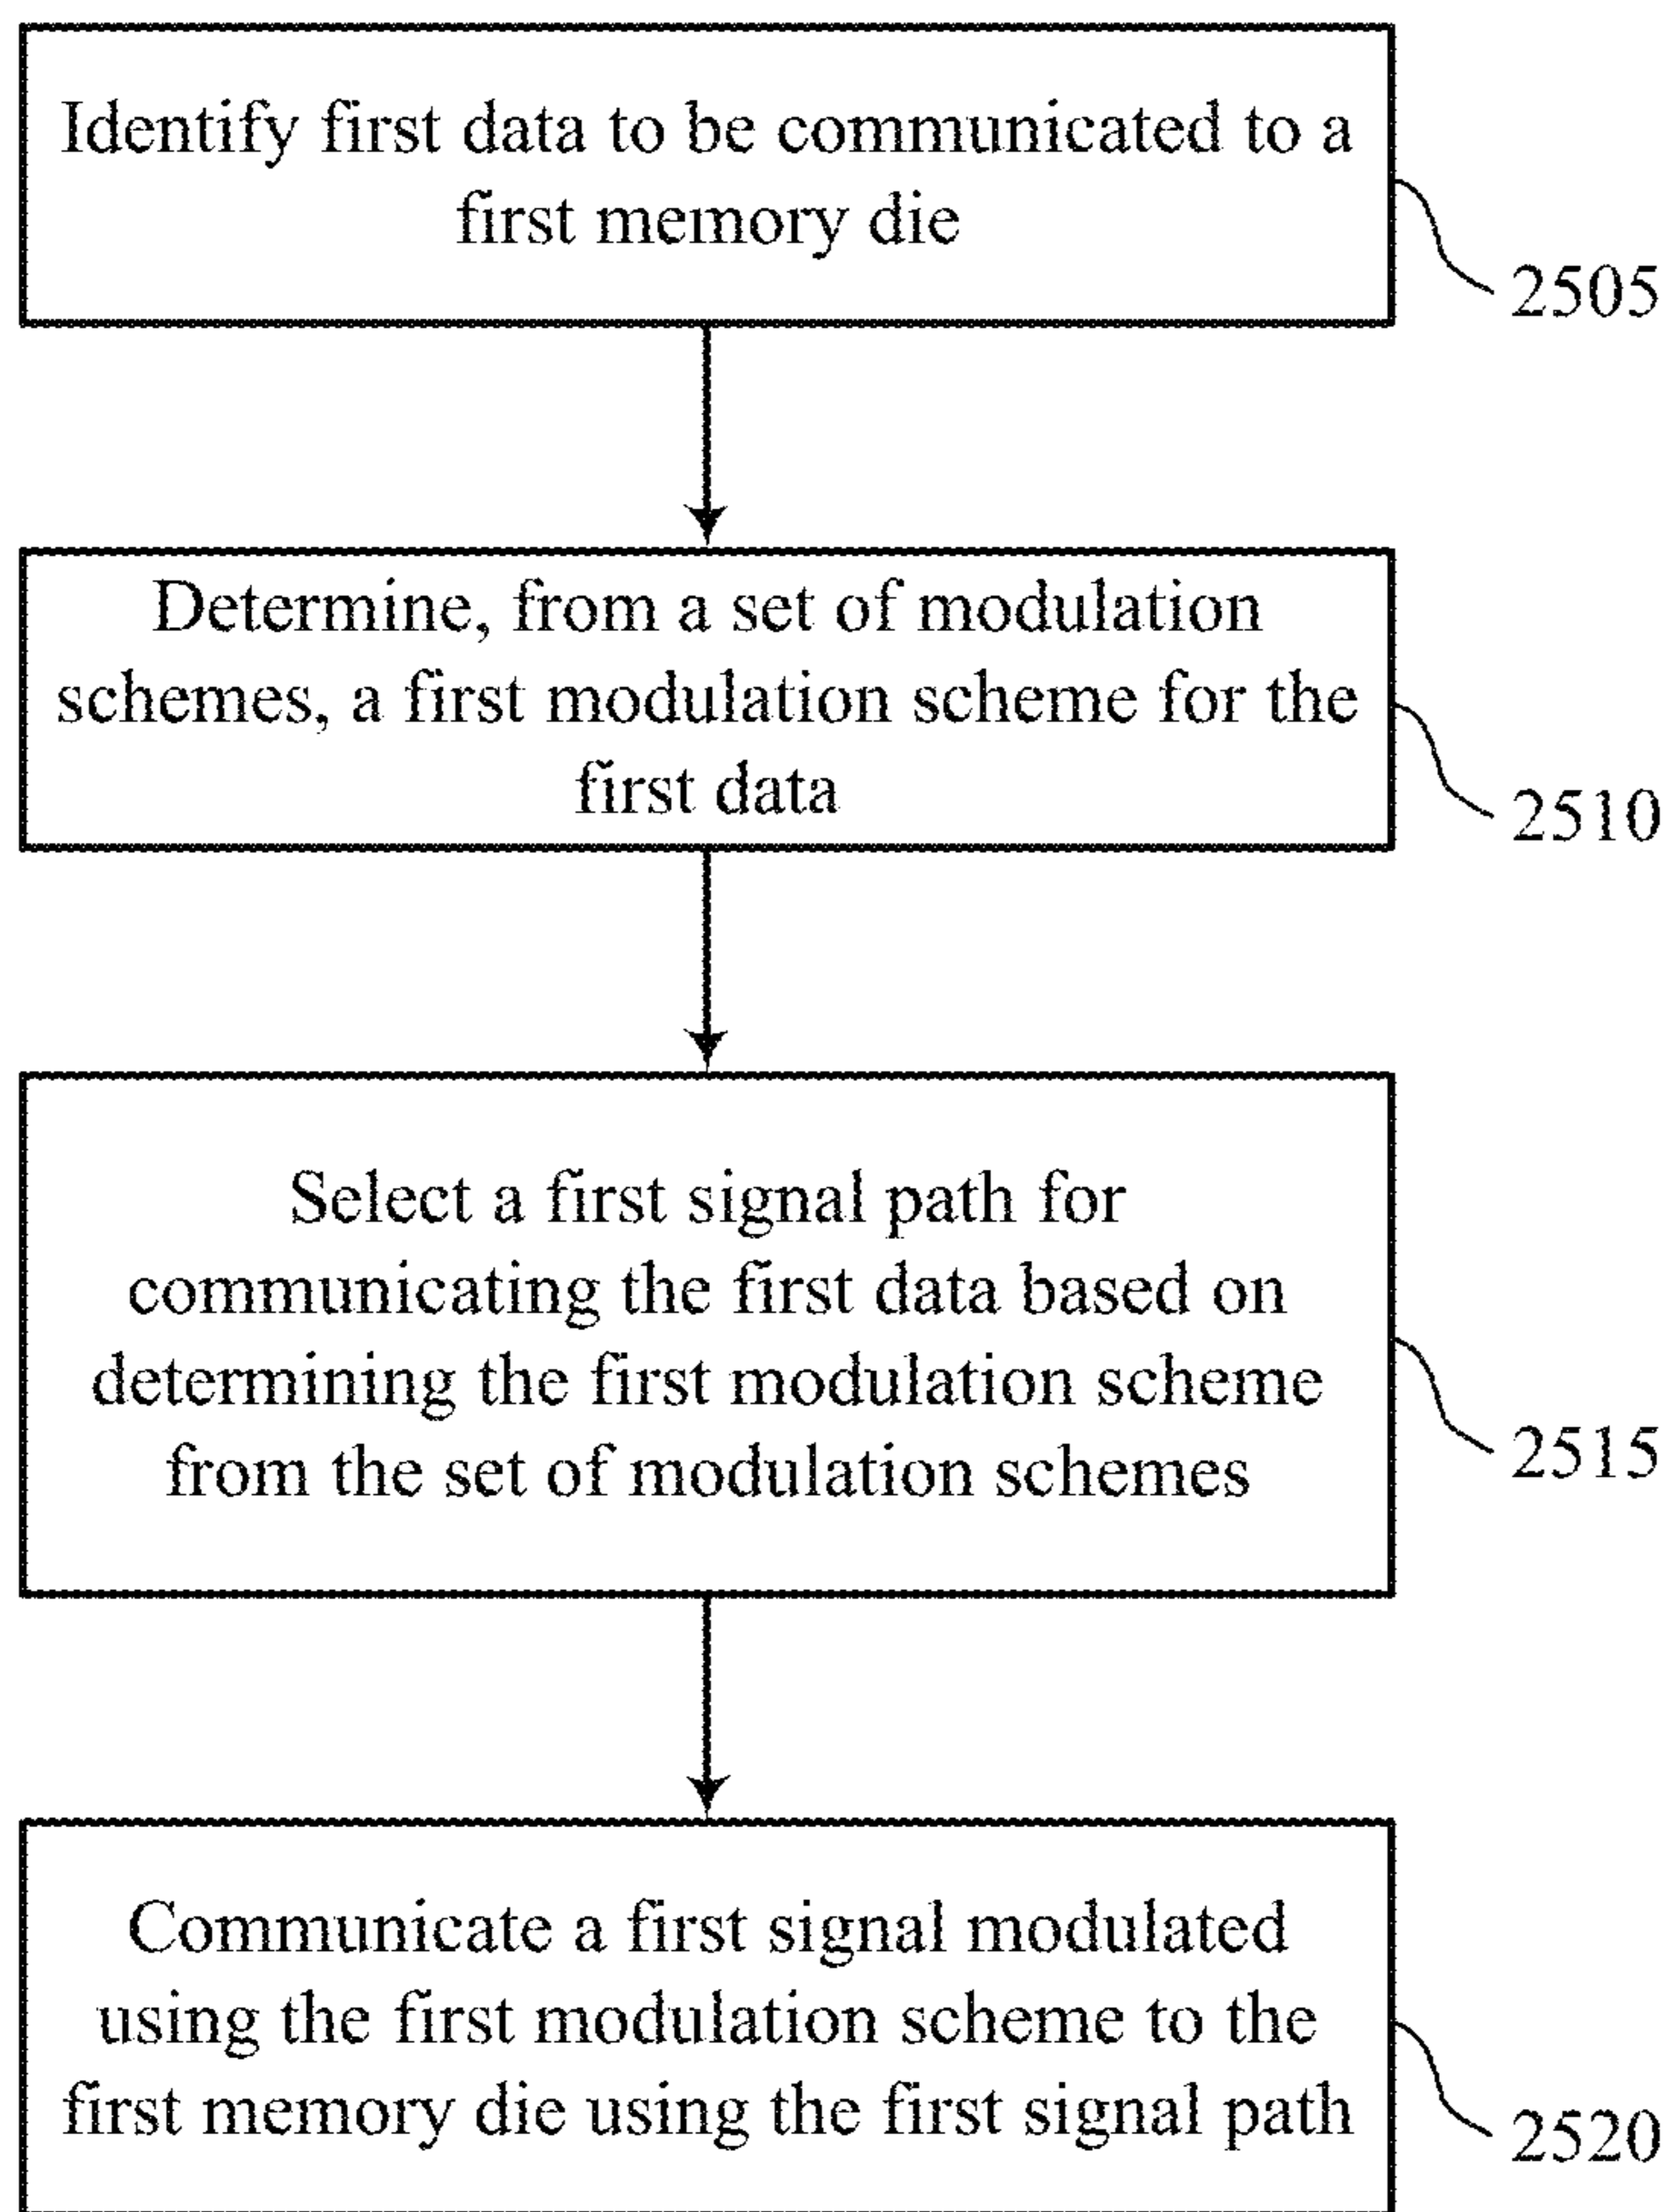 Identify first data to be communicated to a
first memory die
2505
Determine, from a set of modulation
schemes, a first modulation scheme for the
first data
2510
Select a first signal path for
communicating the first data based on
determining the first modulation scheme
from the set of modulation schemes
2515
Communicate a first signal modulated
using the first modulation scheme to the
first memory die using the first signal path
2520